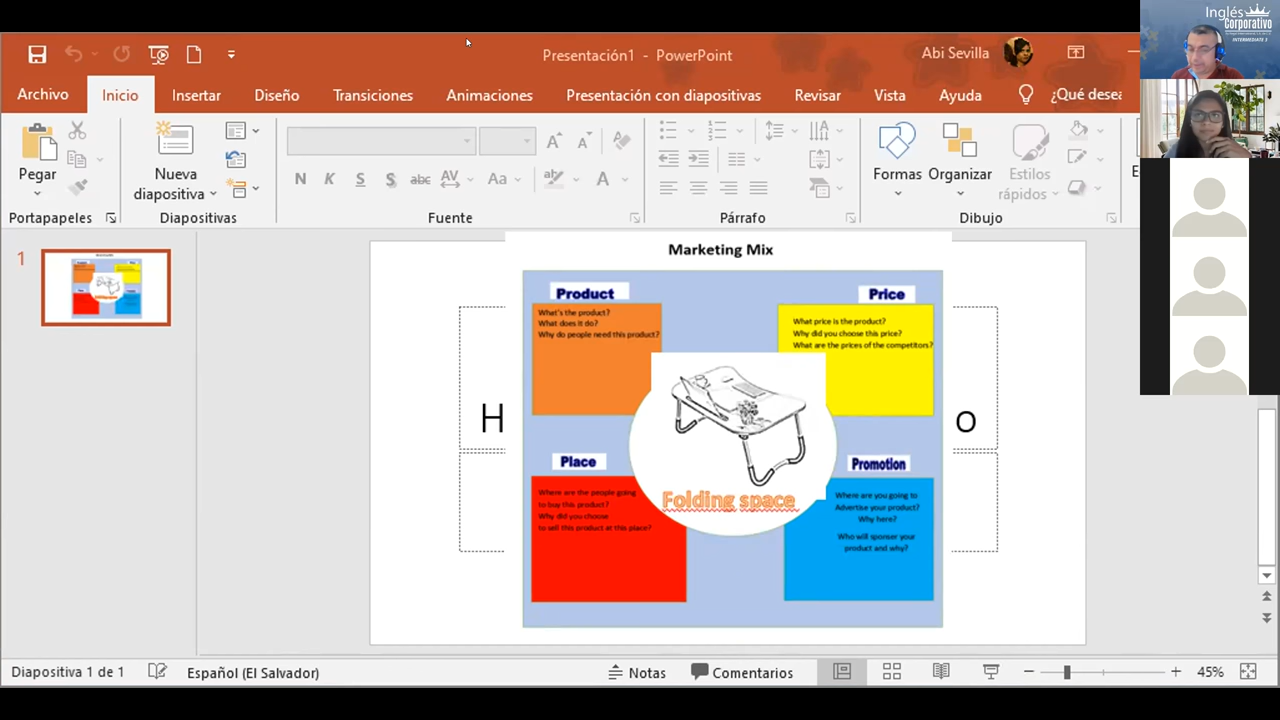 Presentación1 - PowerPoint
Abi Sevilla
Archivo
Inicio
Insertar
Diseño
Transiciones
Animaciones
Presentación con diapositivas
Revisar
Vista
Ayuda
¿Qué desea
Pegar
Nueva
diapositiva
N K S S abc AV Aa A
Formas
Organizar
Estilos
rápidos
Portapapeles
Diapositivas
Fuente
Párrafo
Dibujo
1
Marketing Mix
Product
What's the product?
What does it do?
Why do people need this product?
Price
What price is the product?
Why did you choose this price?
What are the prices of the competitors?
H
o
Folding space
Place
Where are the people going
to buy this product?
Why did you choose
to sell this product at this place?
Promotion
Where are you going to
Advertise your product?
Why here?
Who will sponser your
product and why?
Diapositiva 1 de 1
Español (El Salvador)
Notas
Comentarios
45%
Inglés
Corporativo
INTERMEDIATE 5